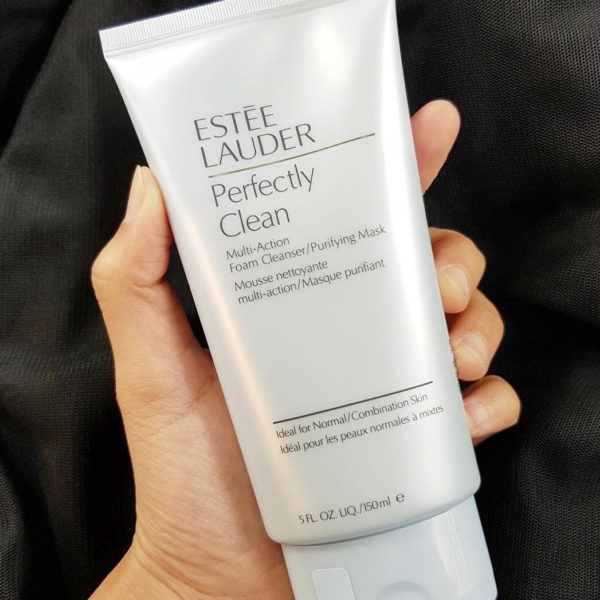 ESTĒE
LAUDER
Perfectly
Clean
Multi-Action
Foam Cleanser/Purifying Mask
Mousse nettoyante
multi-action/Masque purifiant
Ideal for Normal/Combination Skin
Idéal pour les peaux normales à mixtes
5 FL. OZ. LIQ./150 ml ℮